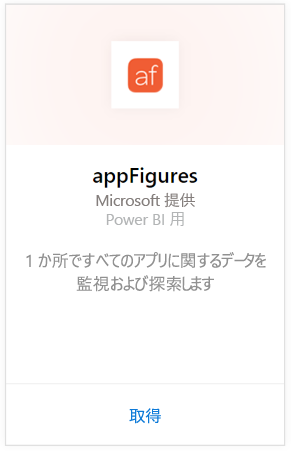 af
appFigures
Microsoft 提供
Power BI 用
1 か所ですべてのアプリに関するデータを
監視および探索します
取得